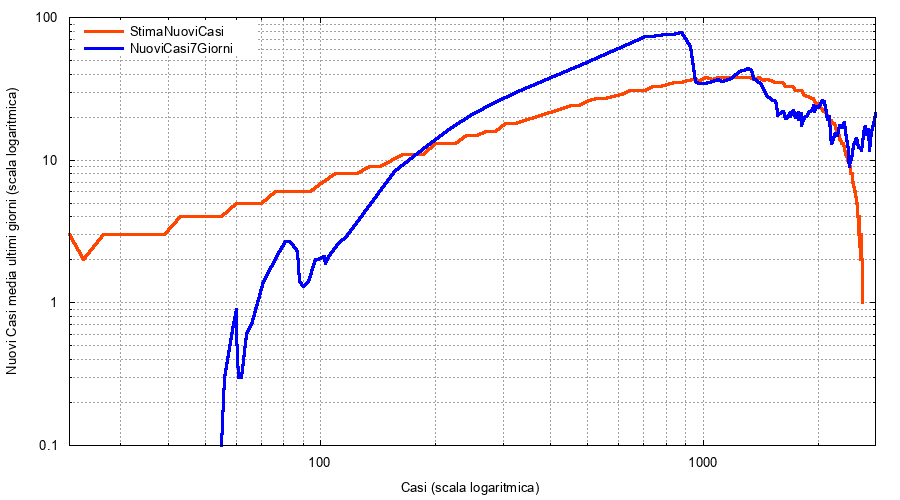 100
StimaNuoviCasi
NuoviCasi7Giorni
10
1
0.1
Nuovi Casi media ultimi giorni (scala logaritmica)
100
1000
Casi (scala logaritmica)